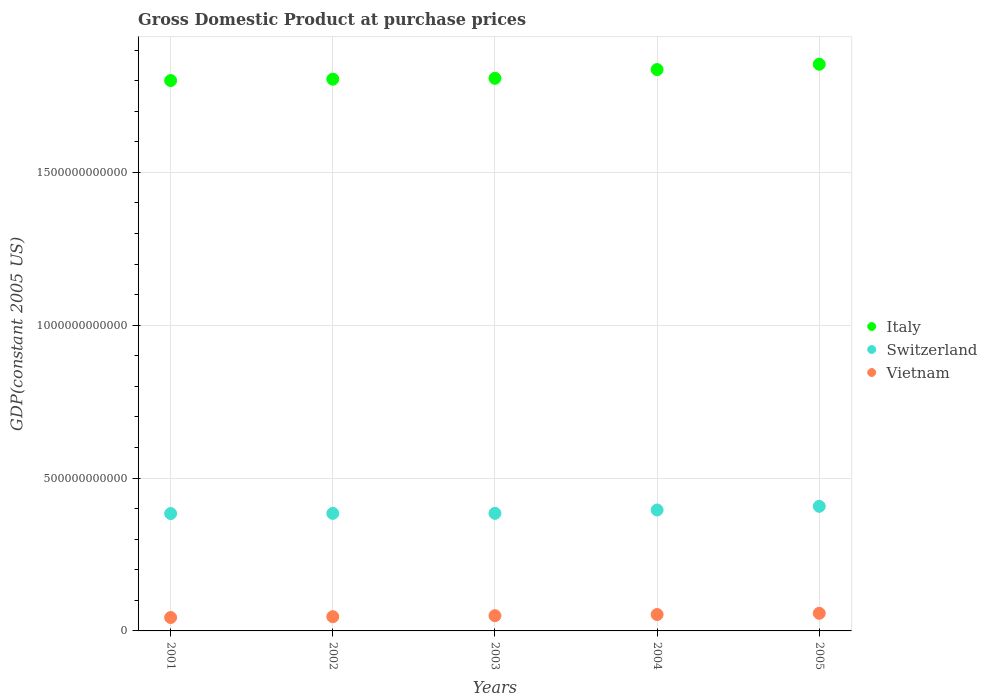 Gross Domestic Product at purchase prices
GDP(constant 2005 US)
1500000000000
1000000000000
500000000000
0
2001
2002
2003
2004
2005
Years
Italy
Switzerland
Vietnam